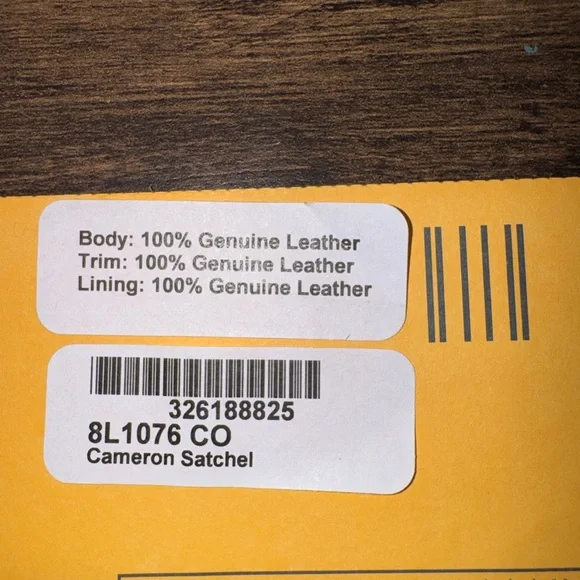 Body: 100% Genuine Leather
Trim: 100% Genuine Leather
Lining: 100% Genuine Leather
326188825
8L1076 CO
Cameron Satchel